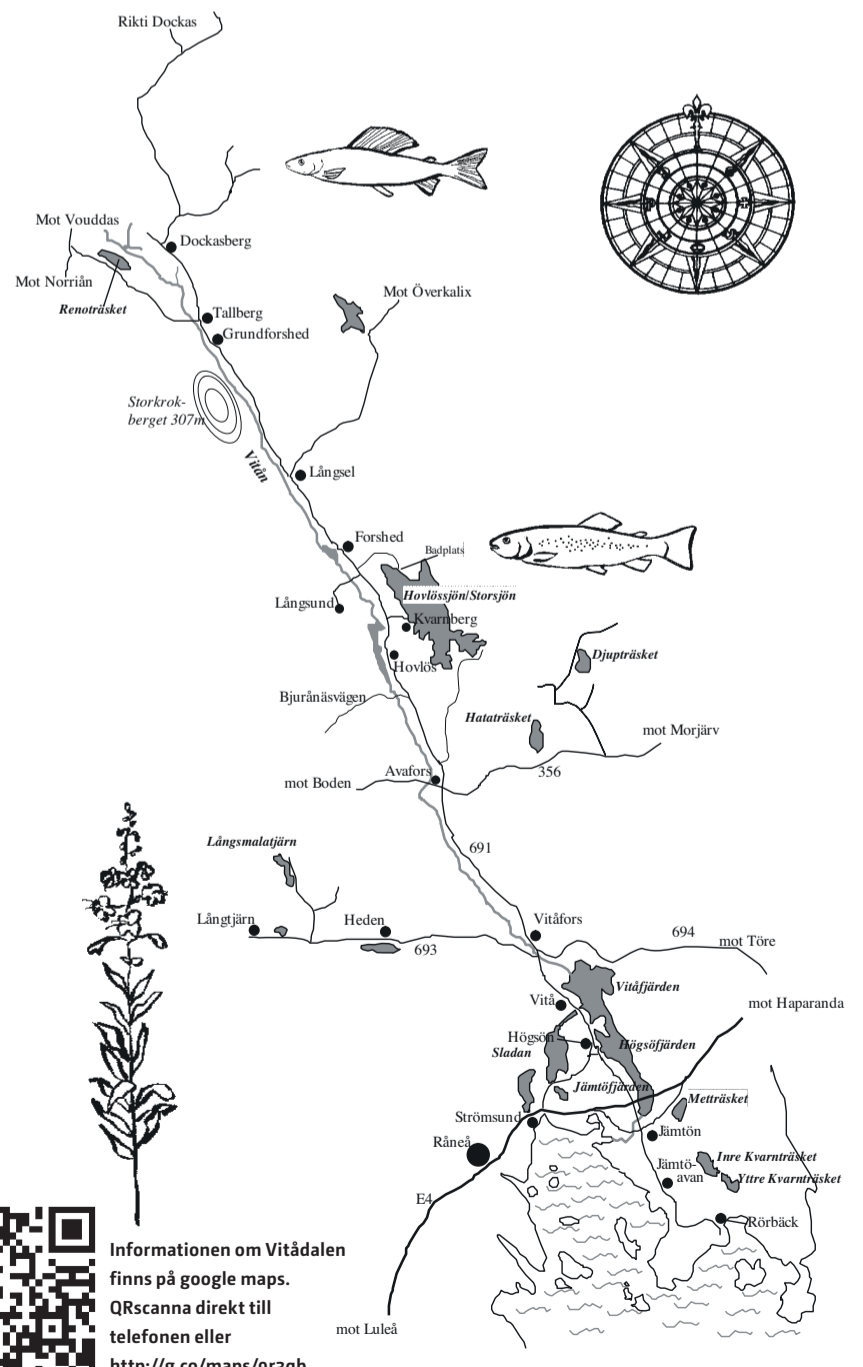 Rikti Dockas
Mot Vouddas
Dockasberg
Mot Norriån
Renoträsket
Mot Överkalix
Tallberg
Grundforshed
Storkrok-
berget 307m
Vitån
Långsel
Forshed
Badplats
Hovlössjön/Storsjön
Långsund
Kvarnberg
Hovlös
Djupträsket
Bjurånäsvägen
Hataträsket
mot Morjärv
Avafors
356
mot Boden
691
Långsmalatjärn
Långtjärn
Heden
Vitåfors
693
694
mot Töre
Vitåfjärden
Vitå
mot Haparanda
Högsön
Sladan
Högsöfjärden
Jämtöfjärden
Metträsket
Strömsund
Jämtön
Råneå
Inre Kvarnträsket
Jämtö-
avan
Yttre Kvarnträsket
E4
Rörbäck
mot Luleå
Informationen om Vitådalen
finns på google maps.
QRscanna direkt till
telefonen eller